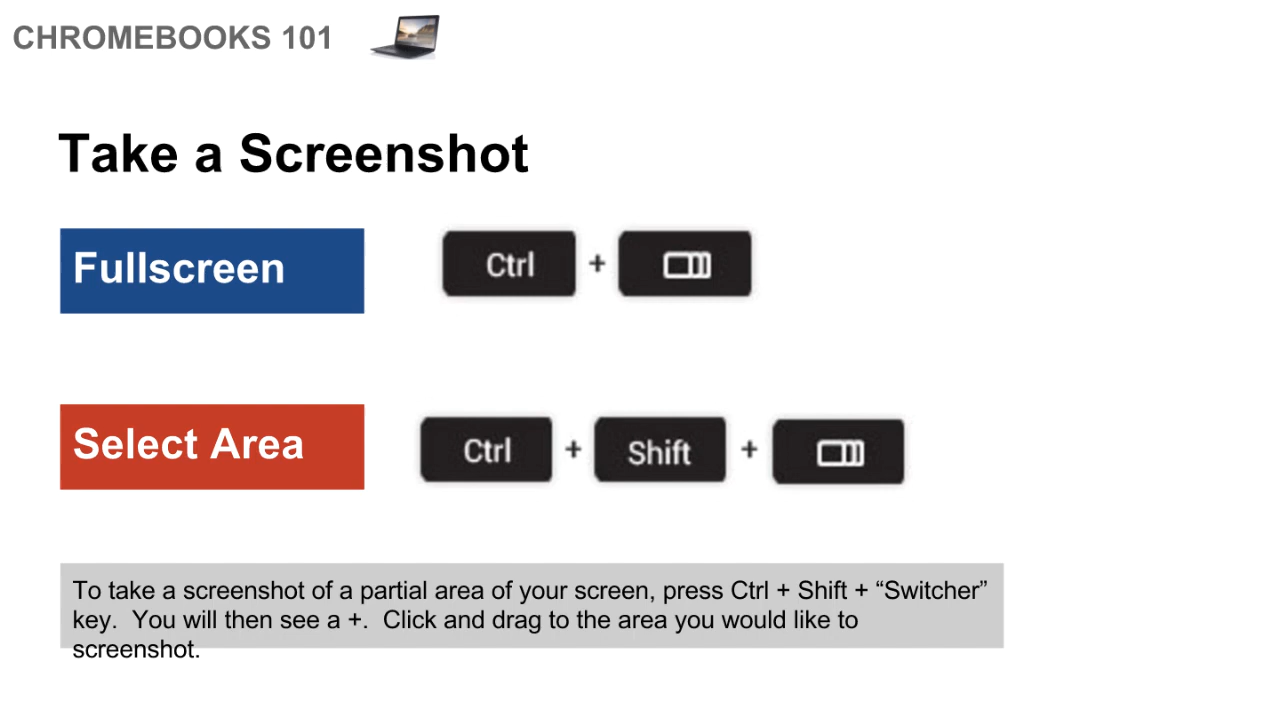 CHROMEBOOKS 101
Take a Screenshot
Fullscreen
Ctrl +
Select Area
Ctrl + Shift +
To take a screenshot of a partial area of your screen, press Ctrl + Shift + “Switcher”
key.  You will then see a +.  Click and drag to the area you would like to
screenshot.